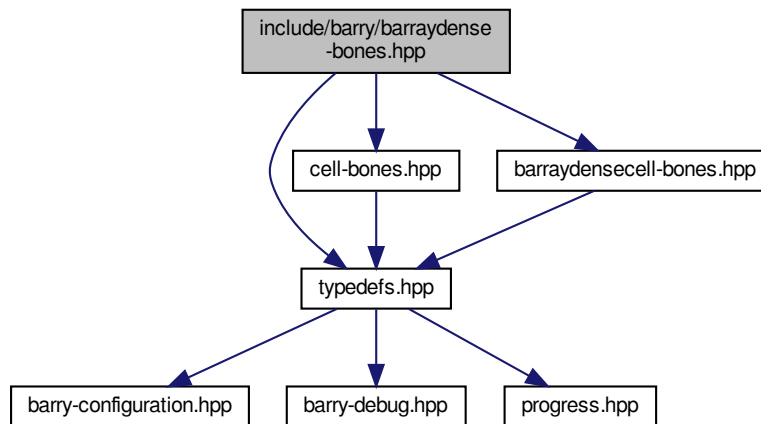 include/barry/barraydense
-bones.hpp
cell-bones.hpp
barraydensecell-bones.hpp
typedefs.hpp
barry-configuration.hpp
barry-debug.hpp
progress.hpp